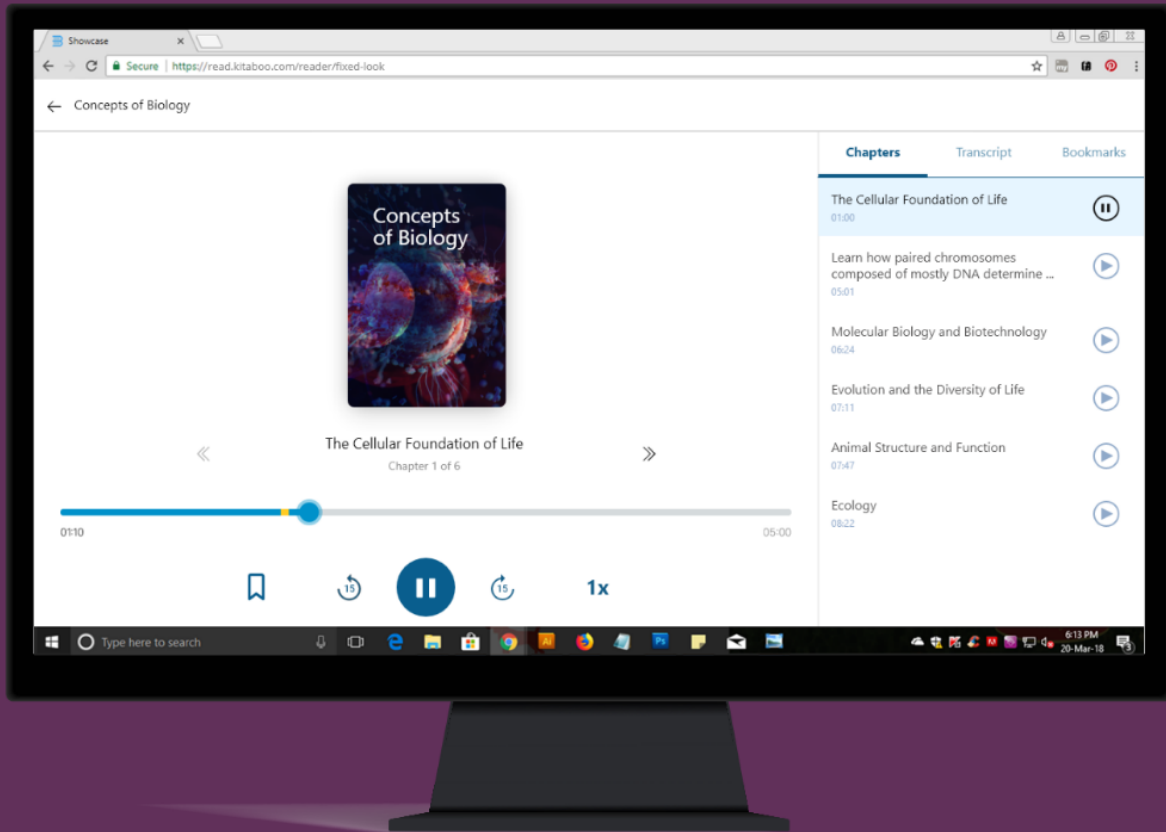 Showcase
Secure
https://read.kitaboo.com/reader/fixed-look
Concepts of Biology
Concepts
of Biology
The Cellular Foundation of Life
Chapter 1 of 6
01:10
05:00
15
15
1x
Chapters
Transcript
Bookmarks
The Cellular Foundation of Life
01:00
Learn how paired chromosomes
composed of mostly DNA determine ...
05:01
Molecular Biology and Biotechnology
06:24
Evolution and the Diversity of Life
07:11
Animal Structure and Function
07:47
Ecology
08:22
Type here to search
Ai
Ps
6:13 PM
20-Mar-18
3